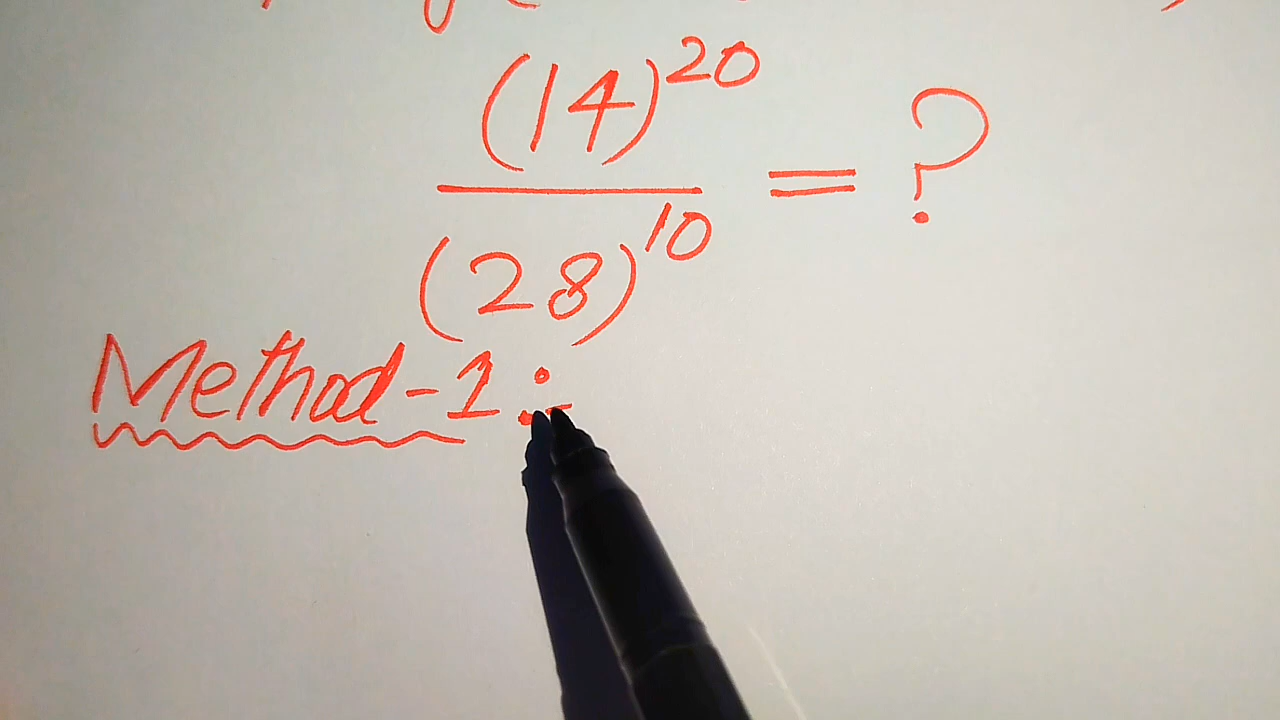 (14)^20
/ (28)^10 = ?
Method-1 :-